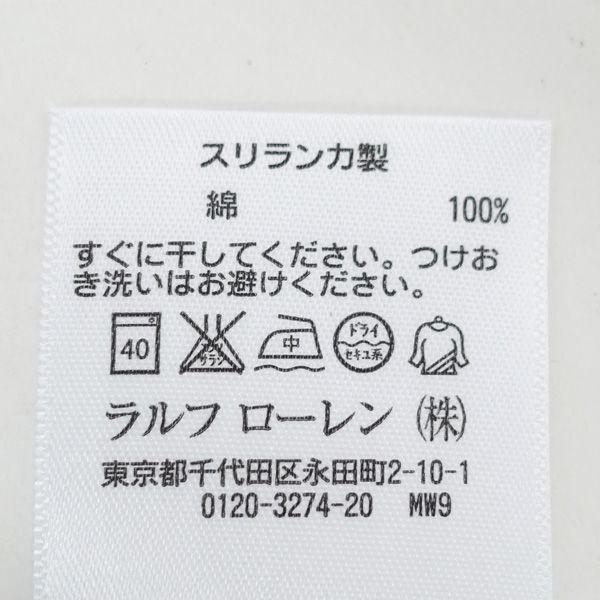 スリランカ製
綿 100%
すぐに干してください。つけお
き洗いはお避けください。
40 サラシ 中 ドライ セキユ系
ラルフ ローレン (株)
東京都千代田区永田町2-10-1
0120-3274-20 MW9